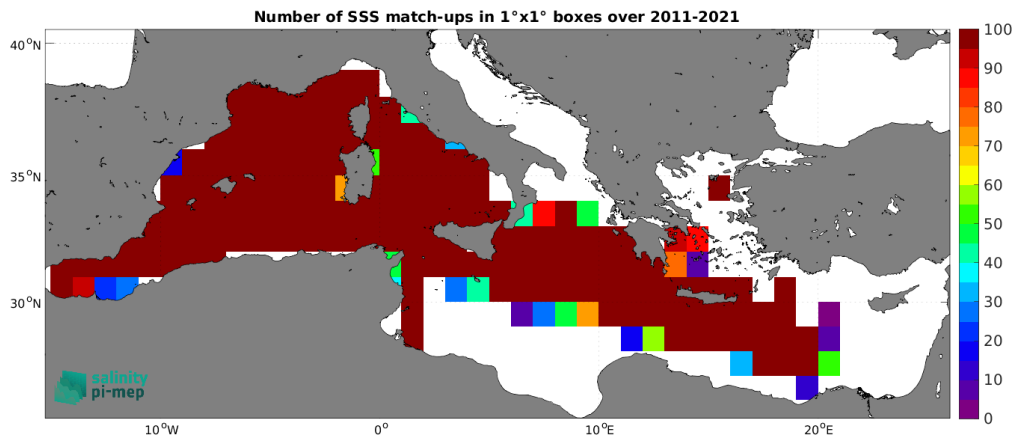 Number of SSS match-ups in 1°x1° boxes over 2011-2021
40°N
35°N
30°N
10°W
0°
10°E
20°E
100
90
80
70
60
50
40
30
20
10
0
salinity
pi-mep